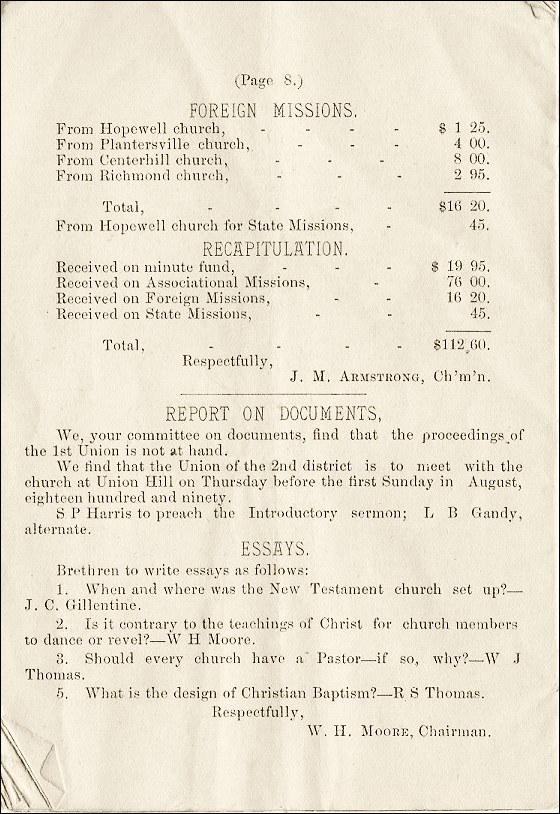 (Page 8.)
FOREIGN MISSIONS.
From Hopewell church, - - - - $ 1 25.
From Plantersville church, - - - 4 00.
From Centerhill church, - - - 8 00.
From Richmond church, - - - 2 95.
Total, - - - - $16 20.
From Hopewell church for State Missions, - 45.
RECAPITULATION.
Received on minute fund, - - - $ 19 95.
Received on Associational Missions, - 76 00.
Received on Foreign Missions, - - 16 20.
Received on State Missions, - - 45.
Total, - - - - $112.60.
Respectfully,
J. M. ARMSTRONG, Ch'm'n.
REPORT ON DOCUMENTS,
We, your committee on documents, find that the proceedings of
the 1st Union is not at hand.
We find that the Union of the 2nd district is to meet with the
church at Union Hill on Thursday before the first Sunday in August,
eighteen hundred and ninety.
S P Harris to preach the Introductory sermon; L B Gandy,
alternate.
ESSAYS.
Brethren to write essays as follows:
1. When and where was the New Testament church set up?—
J. C. Gillentine.
2. Is it contrary to the teachings of Christ for church members
to dance or revel?—W H Moore.
3. Should every church have a Pastor—if so, why?—W J
Thomas.
5. What is the design of Christian Baptism?—R S Thomas.
Respectfully,
W. H. MOORE, Chairman.